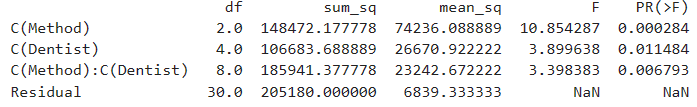 df sum_sq mean_sq F PR(>F)
C(Method) 2.0 148472.177778 74236.088889 10.854287 0.000284
C(Dentist) 4.0 106683.688889 26670.922222 3.899638 0.011484
C(Method):C(Dentist) 8.0 185941.377778 23242.672222 3.398383 0.006793
Residual 30.0 205180.000000 6839.333333 NaN NaN